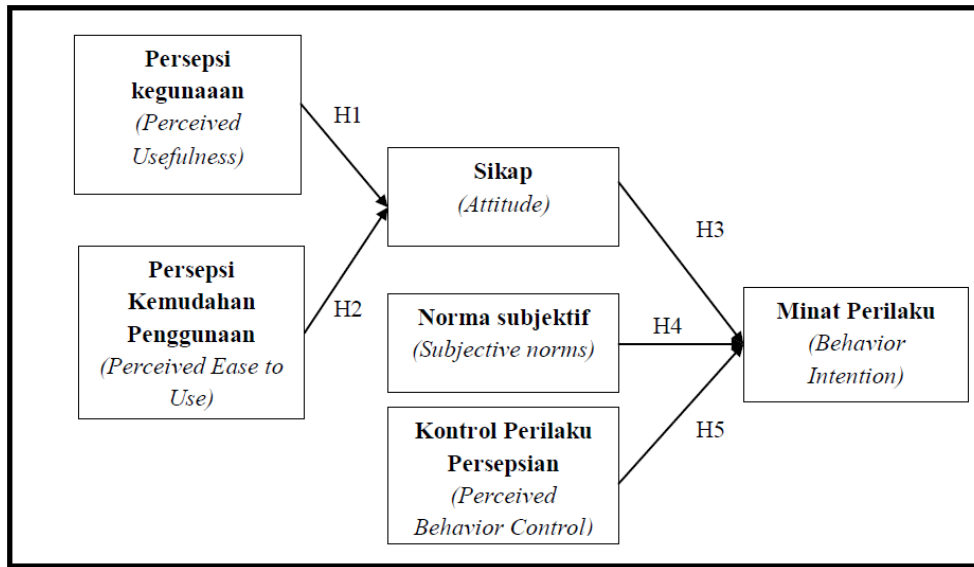 Persepsi
kegunaaan
(Perceived
Usefulness)
H1
Sikap
(Attitude)
H3
Persepsi
Kemudahan
Penggunaan
(Perceived Ease to
Use)
H2
Norma subjektif
(Subjective norms)
H4
Minat Perilaku
(Behavior
Intention)
Kontrol Perilaku
Persepsian
(Perceived
Behavior Control)
H5